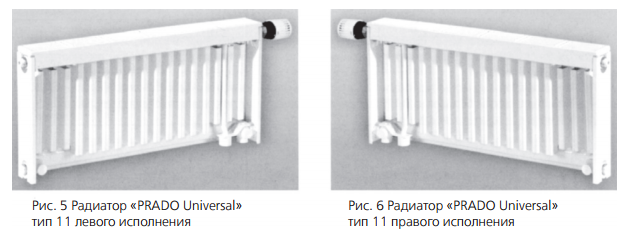 Рис. 5 Радиатор «PRADO Universal»
тип 11 левого исполнения
Рис. 6 Радиатор «PRADO Universal»
тип 11 правого исполнения